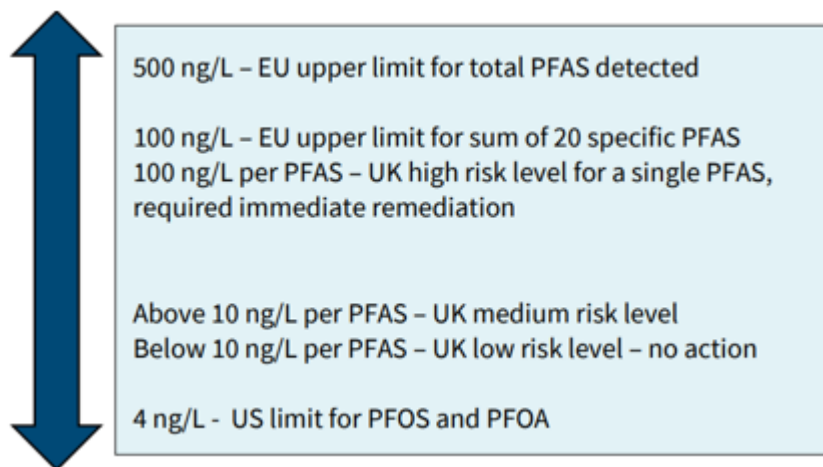 500 ng/L – EU upper limit for total PFAS detected
100 ng/L – EU upper limit for sum of 20 specific PFAS
100 ng/L per PFAS – UK high risk level for a single PFAS,
required immediate remediation
Above 10 ng/L per PFAS – UK medium risk level
Below 10 ng/L per PFAS – UK low risk level – no action
4 ng/L -  US limit for PFOS and PFOA